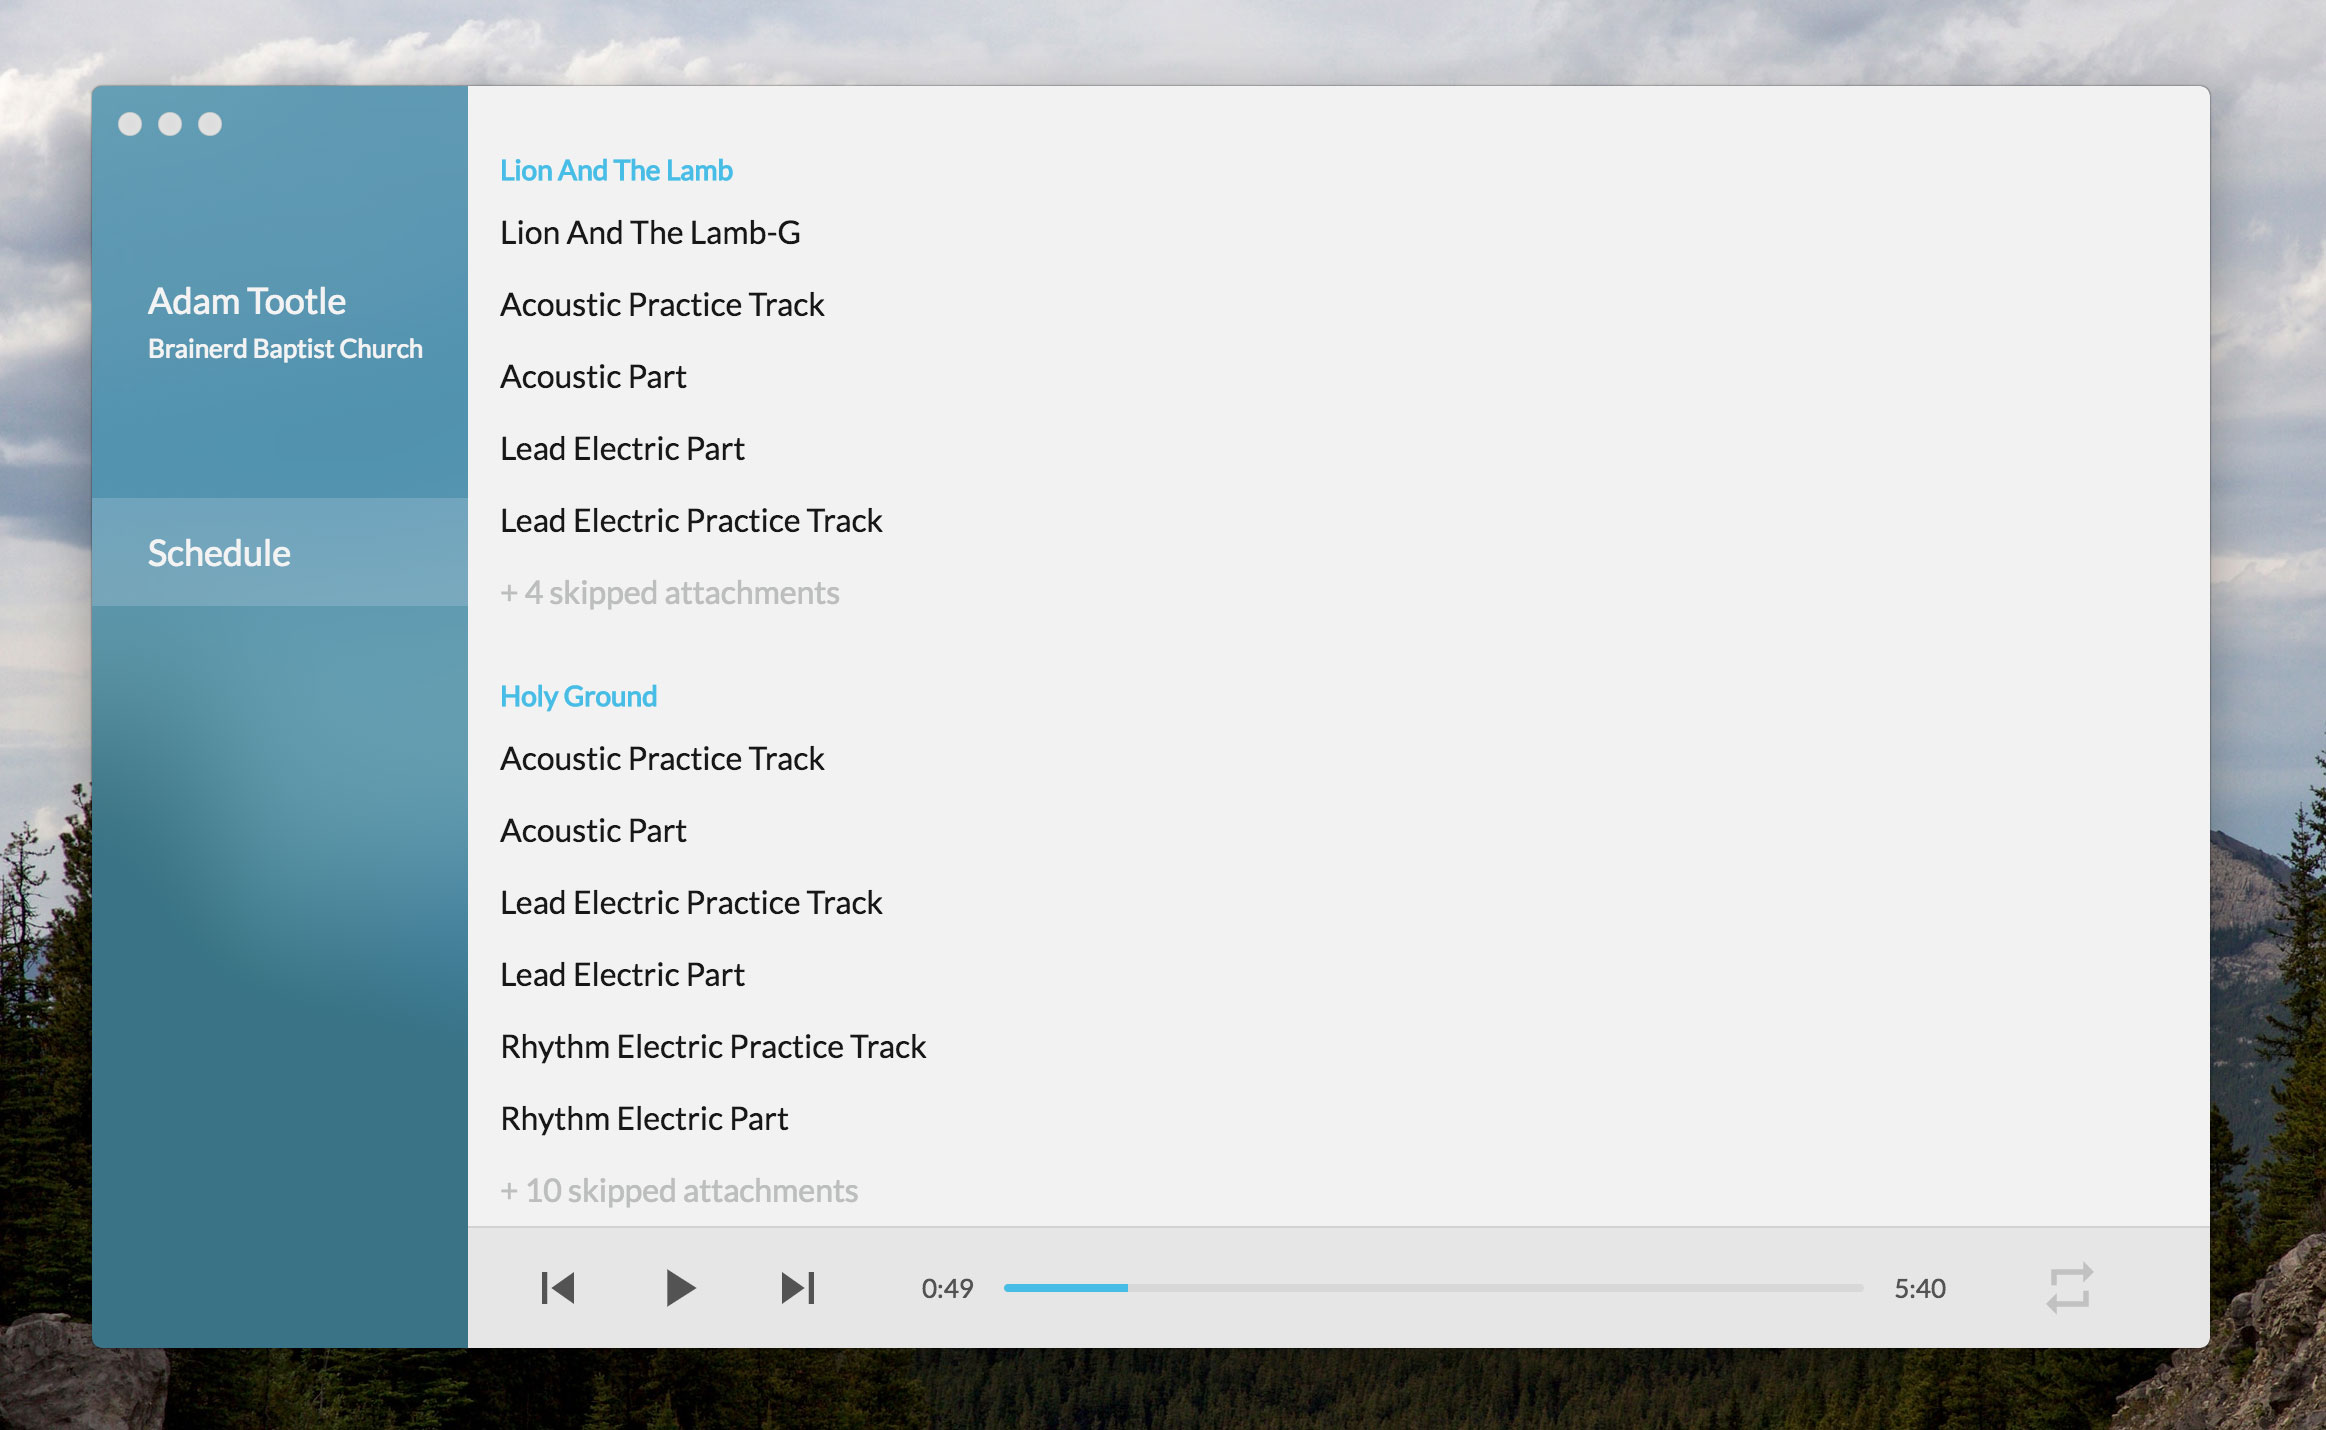 Adam Tootle
Brainerd Baptist Church
Schedule
Lion And The Lamb
Lion And The Lamb-G
Acoustic Practice Track
Acoustic Part
Lead Electric Part
Lead Electric Practice Track
+ 4 skipped attachments
Holy Ground
Acoustic Practice Track
Acoustic Part
Lead Electric Practice Track
Lead Electric Part
Rhythm Electric Practice Track
Rhythm Electric Part
+ 10 skipped attachments
0:49
5:40